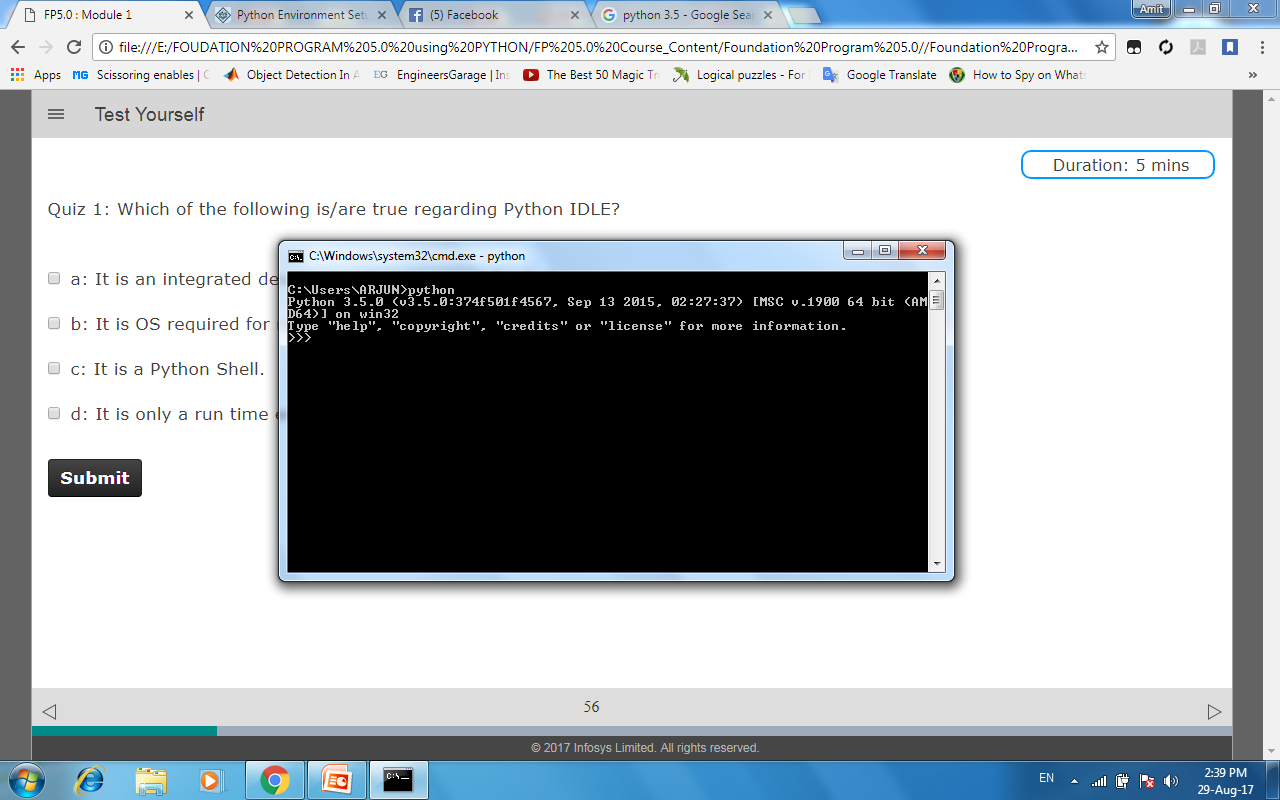 FP5.0 : Module 1
Python Environment Setu
(5) Facebook
python 3.5 - Google Sear
Amit
file:///E:/FOUDATION%20PROGRAM%205.0%20using%20PYTHON/FP%205.0%20Course_Content/Foundation%20Program%205.0//Foundation%20Progra...
Apps
MG Scissoring enables | C
Object Detection In A
EG EngineersGarage | Ins
The Best 50 Magic Tr
Logical puzzles - For
Google Translate
How to Spy on What
»
Test Yourself
Duration: 5 mins
Quiz 1: Which of the following is/are true regarding Python IDLE?
a: It is an integrated de
b: It is OS required for
c: It is a Python Shell.
d: It is only a run time
Submit
C:\Windows\system32\cmd.exe - python
C:\Users\ARJUN>python
Python 3.5.0 (v3.5.0:374f501f4567, Sep 13 2015, 02:27:37) [MSC v.1900 64 bit (AM
D64)] on win32
Type "help", "copyright", "credits" or "license" for more information.
>>>
56
© 2017 Infosys Limited. All rights reserved.
EN
2:39 PM
29-Aug-17